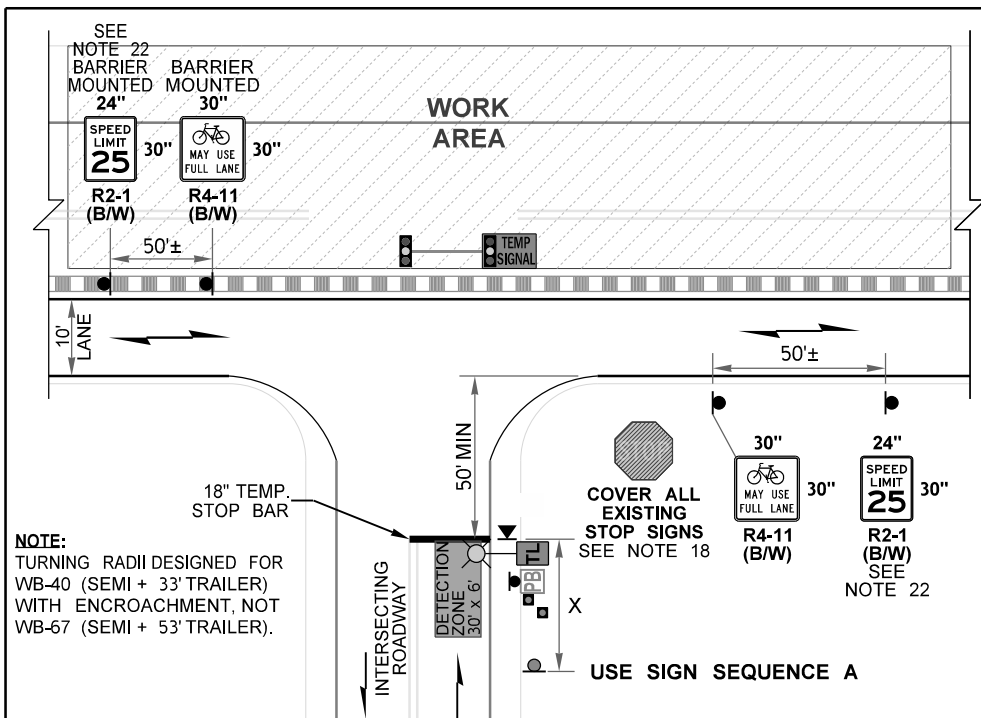 SEE
NOTE 22
BARRIER
MOUNTED
24"
SPEED
LIMIT
25
30"
R2-1
(B/W)
BARRIER
MOUNTED
30"
MAY USE
FULL LANE
30"
R4-11
(B/W)
50'±
WORK
AREA
TEMP
SIGNAL
10'
LANE
50'±
50' MIN
STOP
COVER ALL
EXISTING
STOP SIGNS
SEE NOTE 18
30"
MAY USE
FULL LANE
30"
R4-11
(B/W)
24"
SPEED
LIMIT
25
30"
R2-1
(B/W)
SEE
NOTE 22
18" TEMP.
STOP BAR
NOTE:
TURNING RADII DESIGNED FOR
WB-40 (SEMI + 33' TRAILER)
WITH ENCROACHMENT, NOT
WB-67 (SEMI + 53' TRAILER).
INTERSECTING
ROADWAY
DETECTION
ZONE
30' x 6'
TL
PB
X
USE SIGN SEQUENCE A